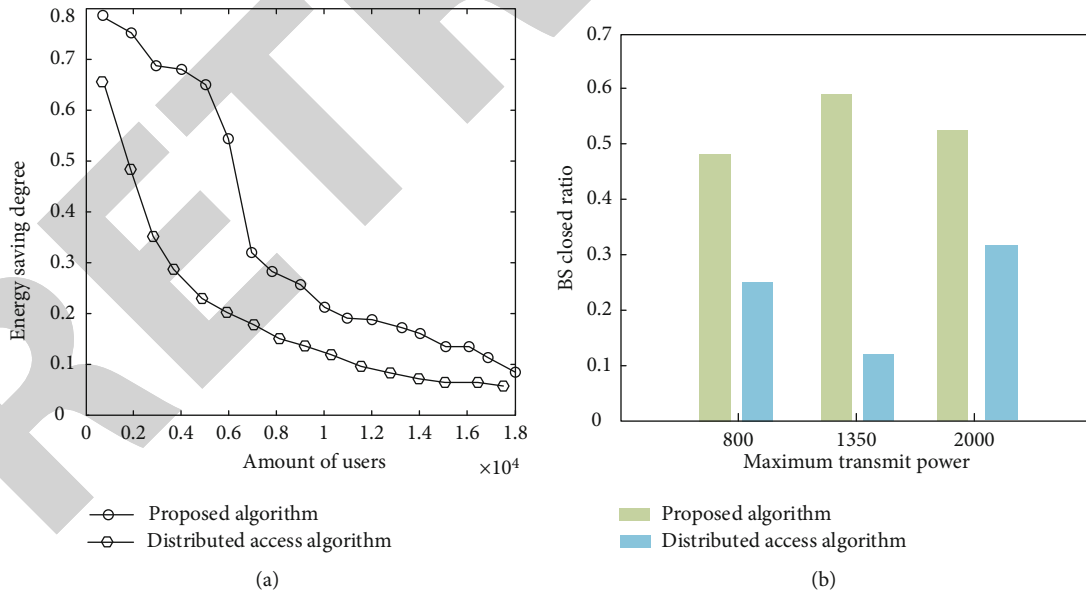 0.8
0.7
0.6
0.5
0.4
0.3
0.2
0.1
0
Energy saving degree
0 0.2 0.4 0.6 0.8 1 1.2 1.4 1.6 1.8
Amount of users
×10⁴
Proposed algorithm
Distributed access algorithm
(a)
0.7
0.6
0.5
0.4
0.3
0.2
0.1
0
BS closed ratio
800 1350 2000
Maximum transmit power
Proposed algorithm
Distributed access algorithm
(b)